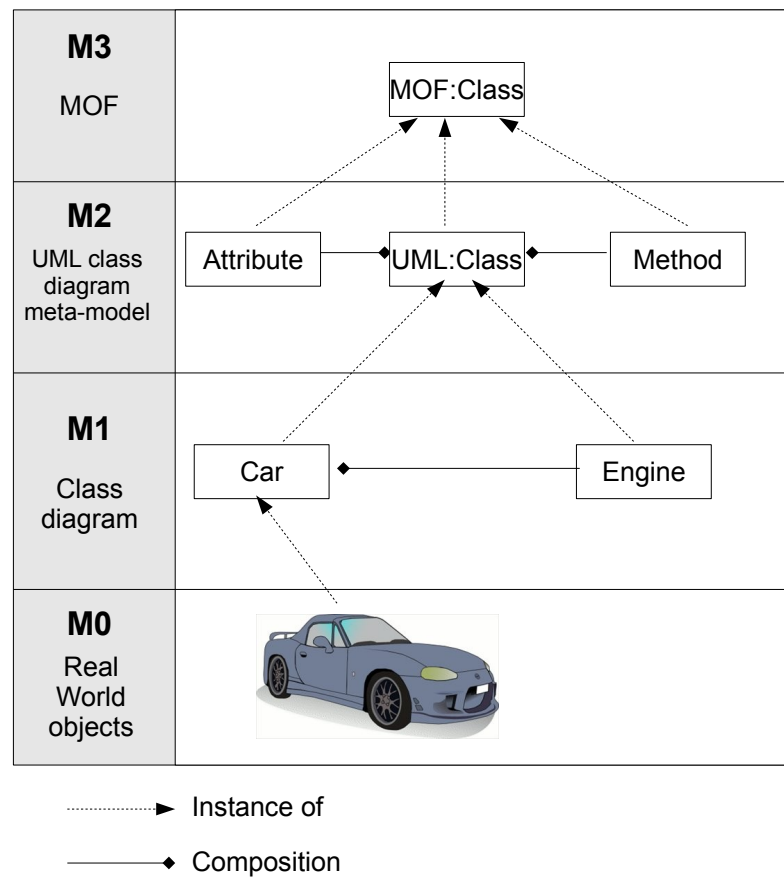 M3
MOF
MOF:Class
M2
UML class
diagram
meta-model
Attribute
UML:Class
Method
M1
Class
diagram
Car
Engine
M0
Real
World
objects
Instance of
Composition